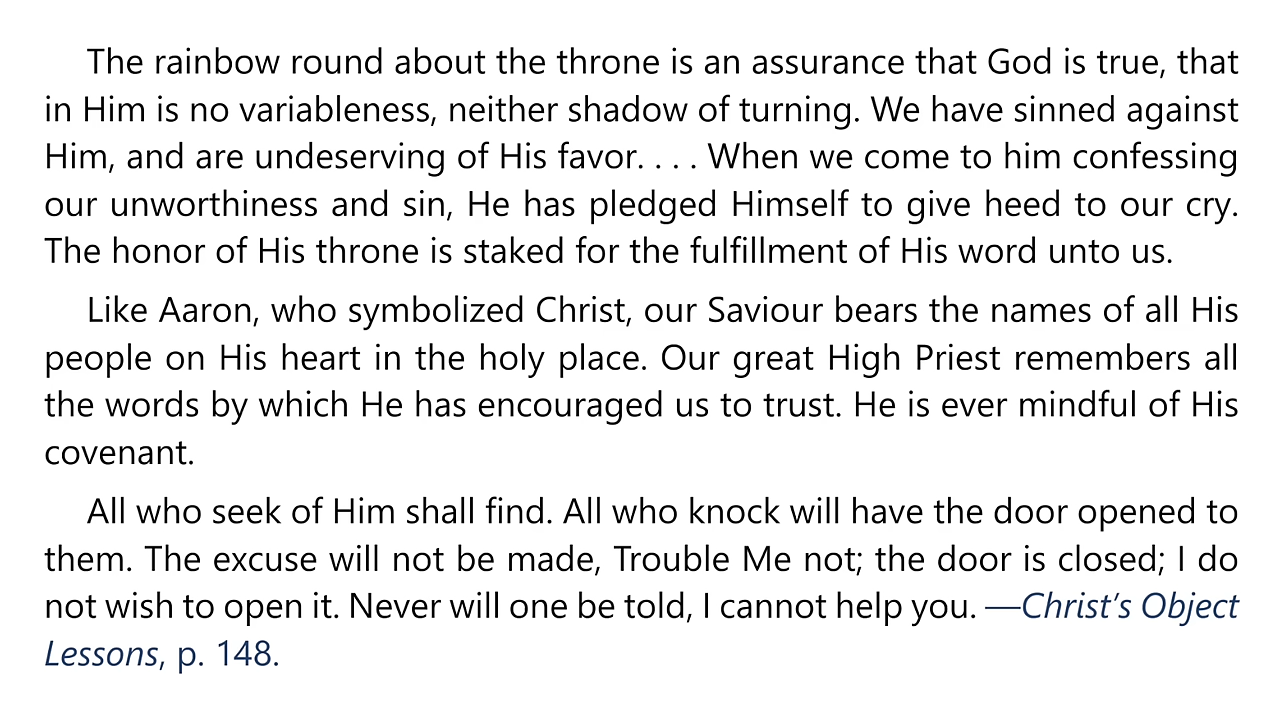 The rainbow round about the throne is an assurance that God is true, that
in Him is no variableness, neither shadow of turning. We have sinned against
Him, and are undeserving of His favor. . . . When we come to him confessing
our unworthiness and sin, He has pledged Himself to give heed to our cry.
The honor of His throne is staked for the fulfillment of His word unto us.
Like Aaron, who symbolized Christ, our Saviour bears the names of all His
people on His heart in the holy place. Our great High Priest remembers all
the words by which He has encouraged us to trust. He is ever mindful of His
covenant.
All who seek of Him shall find. All who knock will have the door opened to
them. The excuse will not be made, Trouble Me not; the door is closed; I do
not wish to open it. Never will one be told, I cannot help you. —Christ’s Object
Lessons, p. 148.